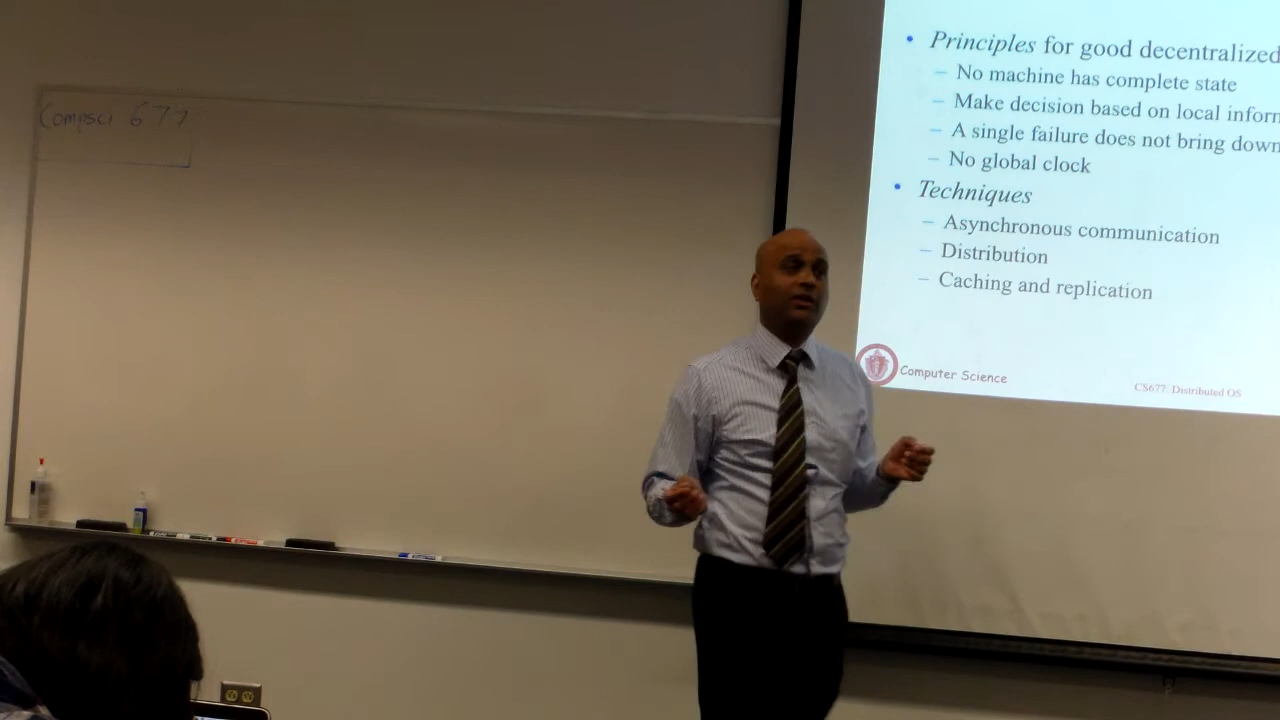 Compsci 677
• Principles for good decentralized
– No machine has complete state
– Make decision based on local inform
– A single failure does not bring down
– No global clock
• Techniques
– Asynchronous communication
– Distribution
– Caching and replication
Computer Science
CS677: Distributed OS